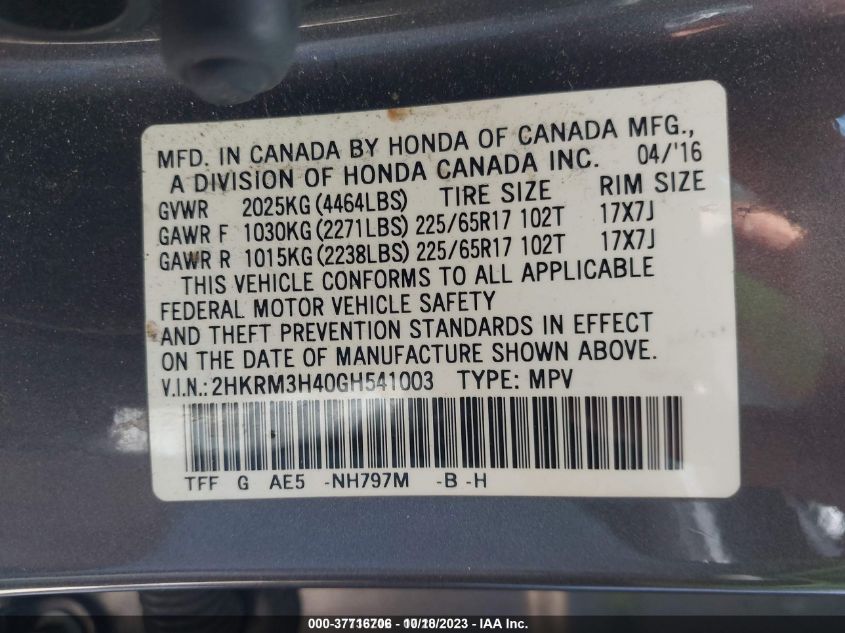 MFD. IN CANADA BY HONDA OF CANADA MFG.,
A DIVISION OF HONDA CANADA INC. 04/'16
GVWR 2025KG (4464LBS) TIRE SIZE RIM SIZE
GAWR F 1030KG (2271LBS) 225/65R17 102T 17X7J
GAWR R 1015KG (2238LBS) 225/65R17 102T 17X7J
THIS VEHICLE CONFORMS TO ALL APPLICABLE
FEDERAL MOTOR VEHICLE SAFETY
AND THEFT PREVENTION STANDARDS IN EFFECT
ON THE DATE OF MANUFACTURE SHOWN ABOVE.
V.I.N.: 2HKRM3H40GH541003 TYPE: MPV
TFF G AE5 -NH797M -B -H
- IAA Inc.